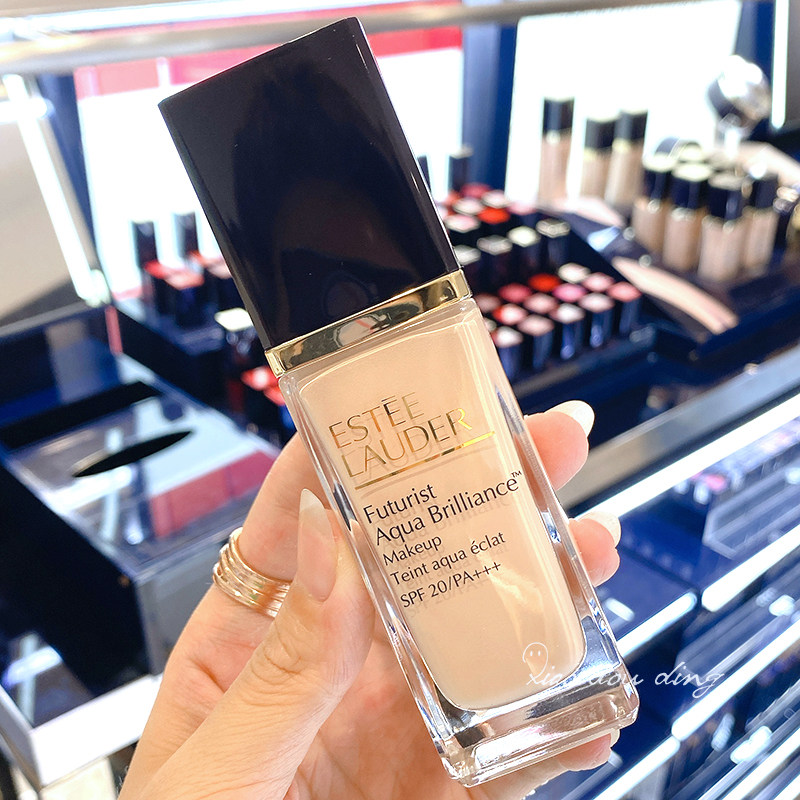 ESTĒE
LAUDER
Futurist
Aqua Brilliance™
Makeup
Teint aqua éclat
SPF 20/PA+++